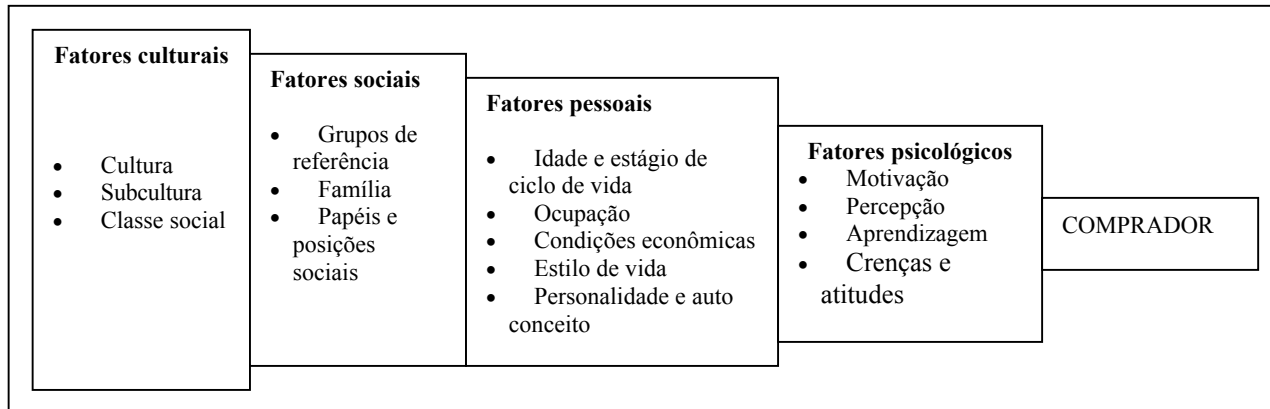 Fatores culturais
• Cultura
• Subcultura
• Classe social
Fatores sociais
• Grupos de
referência
• Família
• Papéis e
posições
sociais
Fatores pessoais
• Idade e estágio de
ciclo de vida
• Ocupação
• Condições econômicas
• Estilo de vida
• Personalidade e auto
conceito
Fatores psicológicos
• Motivação
• Percepção
• Aprendizagem
• Crenças e
atitudes
COMPRADOR